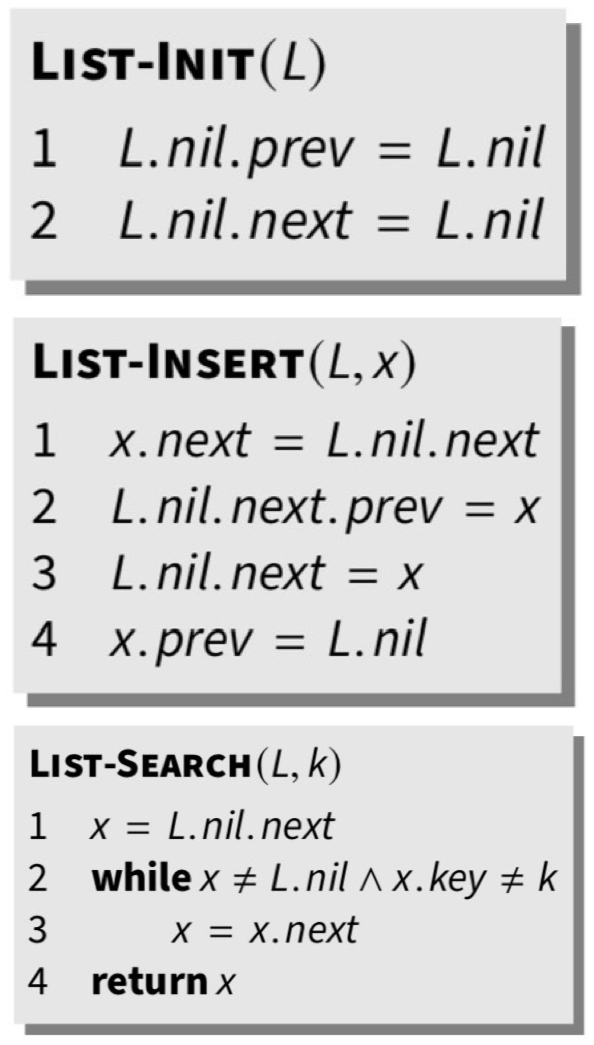 LIST-INIT(L)
1 L.nil.prev = L.nil
2 L.nil.next = L.nil
LIST-INSERT(L, x)
1 x.next = L.nil.next
2 L.nil.next.prev = x
3 L.nil.next = x
4 x.prev = L.nil
LIST-SEARCH(L, k)
1 x = L.nil.next
2 while x ≠ L.nil ∧ x.key ≠ k
3 x = x.next
4 return x